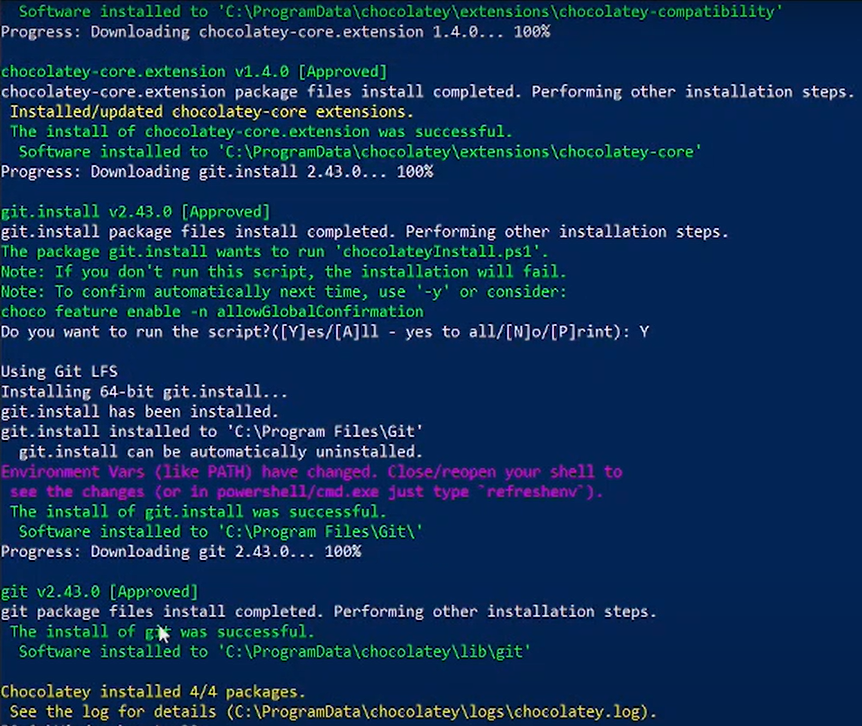 Software installed to 'C:\ProgramData\chocolatey\extensions\chocolatey-compatibility'
Progress: Downloading chocolatey-core.extension 1.4.0... 100%
chocolatey-core.extension v1.4.0 [Approved]
chocolatey-core.extension package files install completed. Performing other installation steps.
Installed/updated chocolatey-core extensions.
The install of chocolatey-core.extension was successful.
Software installed to 'C:\ProgramData\chocolatey\extensions\chocolatey-core'
Progress: Downloading git.install 2.43.0... 100%
git.install v2.43.0 [Approved]
git.install package files install completed. Performing other installation steps.
The package git.install wants to run 'chocolateyInstall.ps1'.
Note: If you don't run this script, the installation will fail.
Note: To confirm automatically next time, use '-y' or consider:
choco feature enable -n allowGlobalConfirmation
Do you want to run the script?([Y]es/[A]ll - yes to all/[N]o/[P]rint): Y
Using Git LFS
Installing 64-bit git.install...
git.install has been installed.
git.install installed to 'C:\Program Files\Git'
git.install can be automatically uninstalled.
Environment Vars (like PATH) have changed. Close/reopen your shell to
see the changes (or in powershell/cmd.exe just type `refreshenv`).
The install of git.install was successful.
Software installed to 'C:\Program Files\Git\'
Progress: Downloading git 2.43.0... 100%
git v2.43.0 [Approved]
git package files install completed. Performing other installation steps.
The install of git was successful.
Software installed to 'C:\ProgramData\chocolatey\lib\git'
Chocolatey installed 4/4 packages.
See the log for details (C:\ProgramData\chocolatey\logs\chocolatey.log).